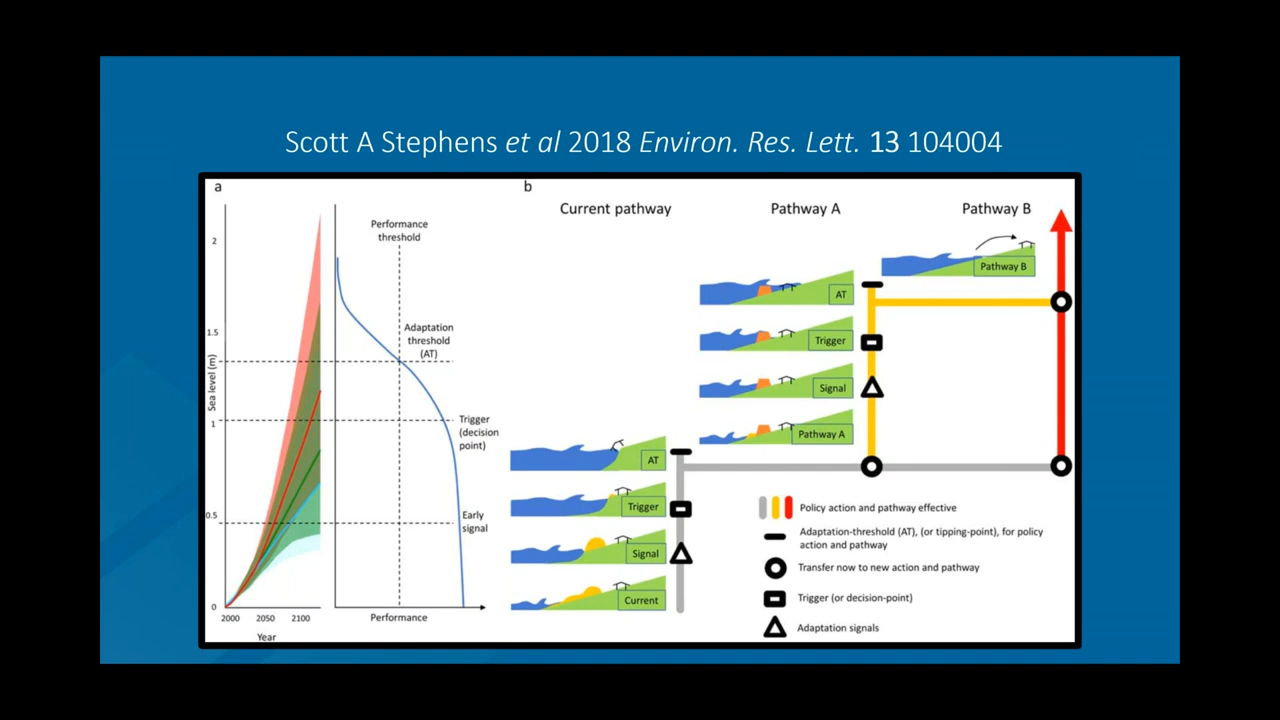 Scott A Stephens et al 2018 Environ. Res. Lett. 13 104004
a
2
1.5
1
0.5
0
Sea level (m)
2000 2050 2100
Year
Performance
threshold
Adaptation
threshold
(AT)
Trigger
(decision
point)
Early
signal
Performance
b
Current pathway
Pathway A
Pathway B
Pathway B
AT
Trigger
Signal
Pathway A
AT
Trigger
Signal
Current
Policy action and pathway effective
Adaptation-threshold (AT), (or tipping-point), for policy
action and pathway
Transfer now to new action and pathway
Trigger (or decision-point)
Adaptation signals